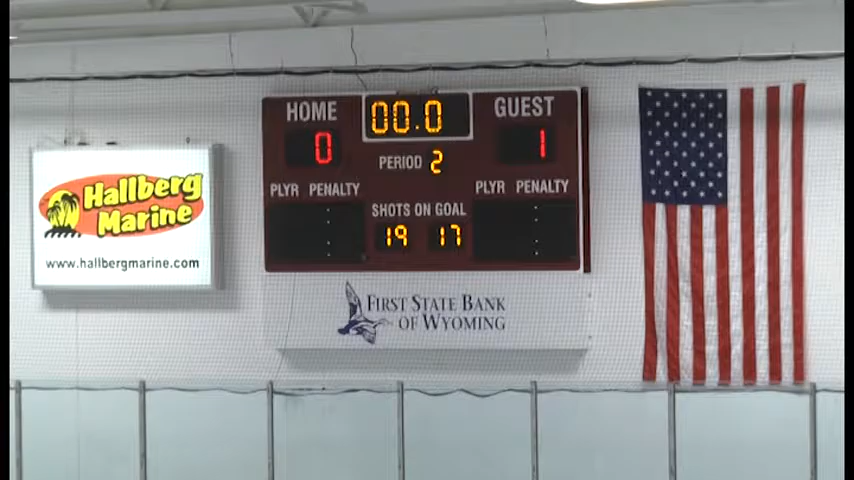 HOME 00.0 GUEST
0 1
PERIOD 2
PLYR PENALTY PLYR PENALTY
SHOTS ON GOAL
19 17
Hallberg
Marine
www.hallbergmarine.com
FIRST STATE BANK
OF WYOMING